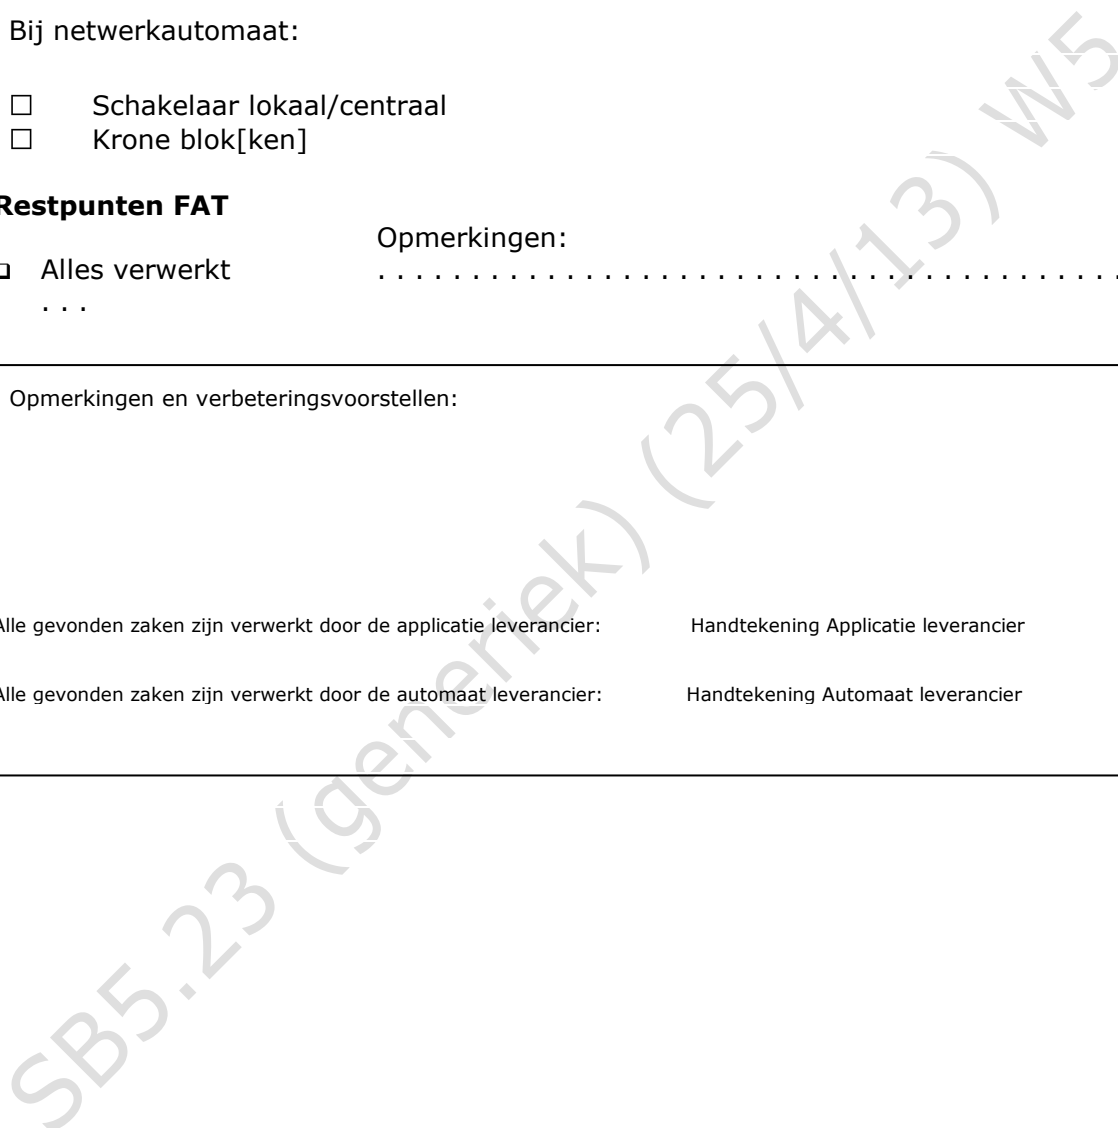 Bij netwerkautomaat:
☐ Schakelaar lokaal/centraal
☐ Krone blok[ken]
Restpunten FAT
Opmerkingen:
❑ Alles verwerkt . . . . . . . . . . . . . . . . . . . . . . . . . . . . . . . . . . . . . . .
. . .
Opmerkingen en verbeteringsvoorstellen:
Alle gevonden zaken zijn verwerkt door de applicatie leverancier: Handtekening Applicatie leverancier
Alle gevonden zaken zijn verwerkt door de automaat leverancier: Handtekening Automaat leverancier
SB5.23 (generiek) (25/4/13) W5